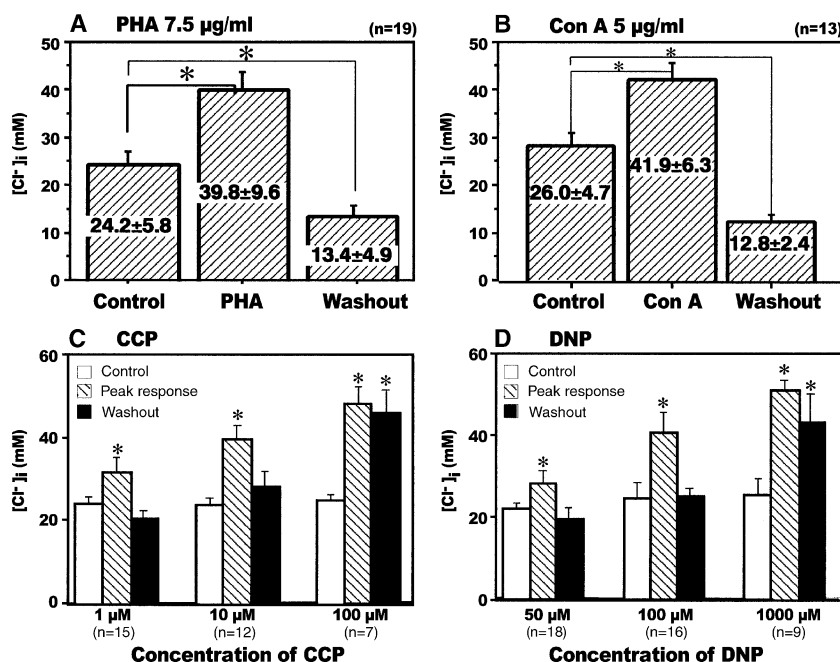 A PHA 7.5 µg/ml (n=19)
50
40
30
20
10
0
[Cl⁻]i (mM)
*
*
24.2±5.8
39.8±9.6
13.4±4.9
Control PHA Washout
B Con A 5 µg/ml (n=13)
50
40
30
20
10
0
[Cl⁻]i (mM)
*
*
26.0±4.7
41.9±6.3
12.8±2.4
Control Con A Washout
C CCP
60
40
20
0
[Cl⁻]i (mM)
Control
Peak response
Washout
*
*
* *
1 µM 10 µM 100 µM
(n=15) (n=12) (n=7)
Concentration of CCP
D DNP
60
40
20
0
[Cl⁻]i (mM)
Control
Peak response
Washout
*
*
* *
50 µM 100 µM 1000 µM
(n=18) (n=16) (n=9)
Concentration of DNP